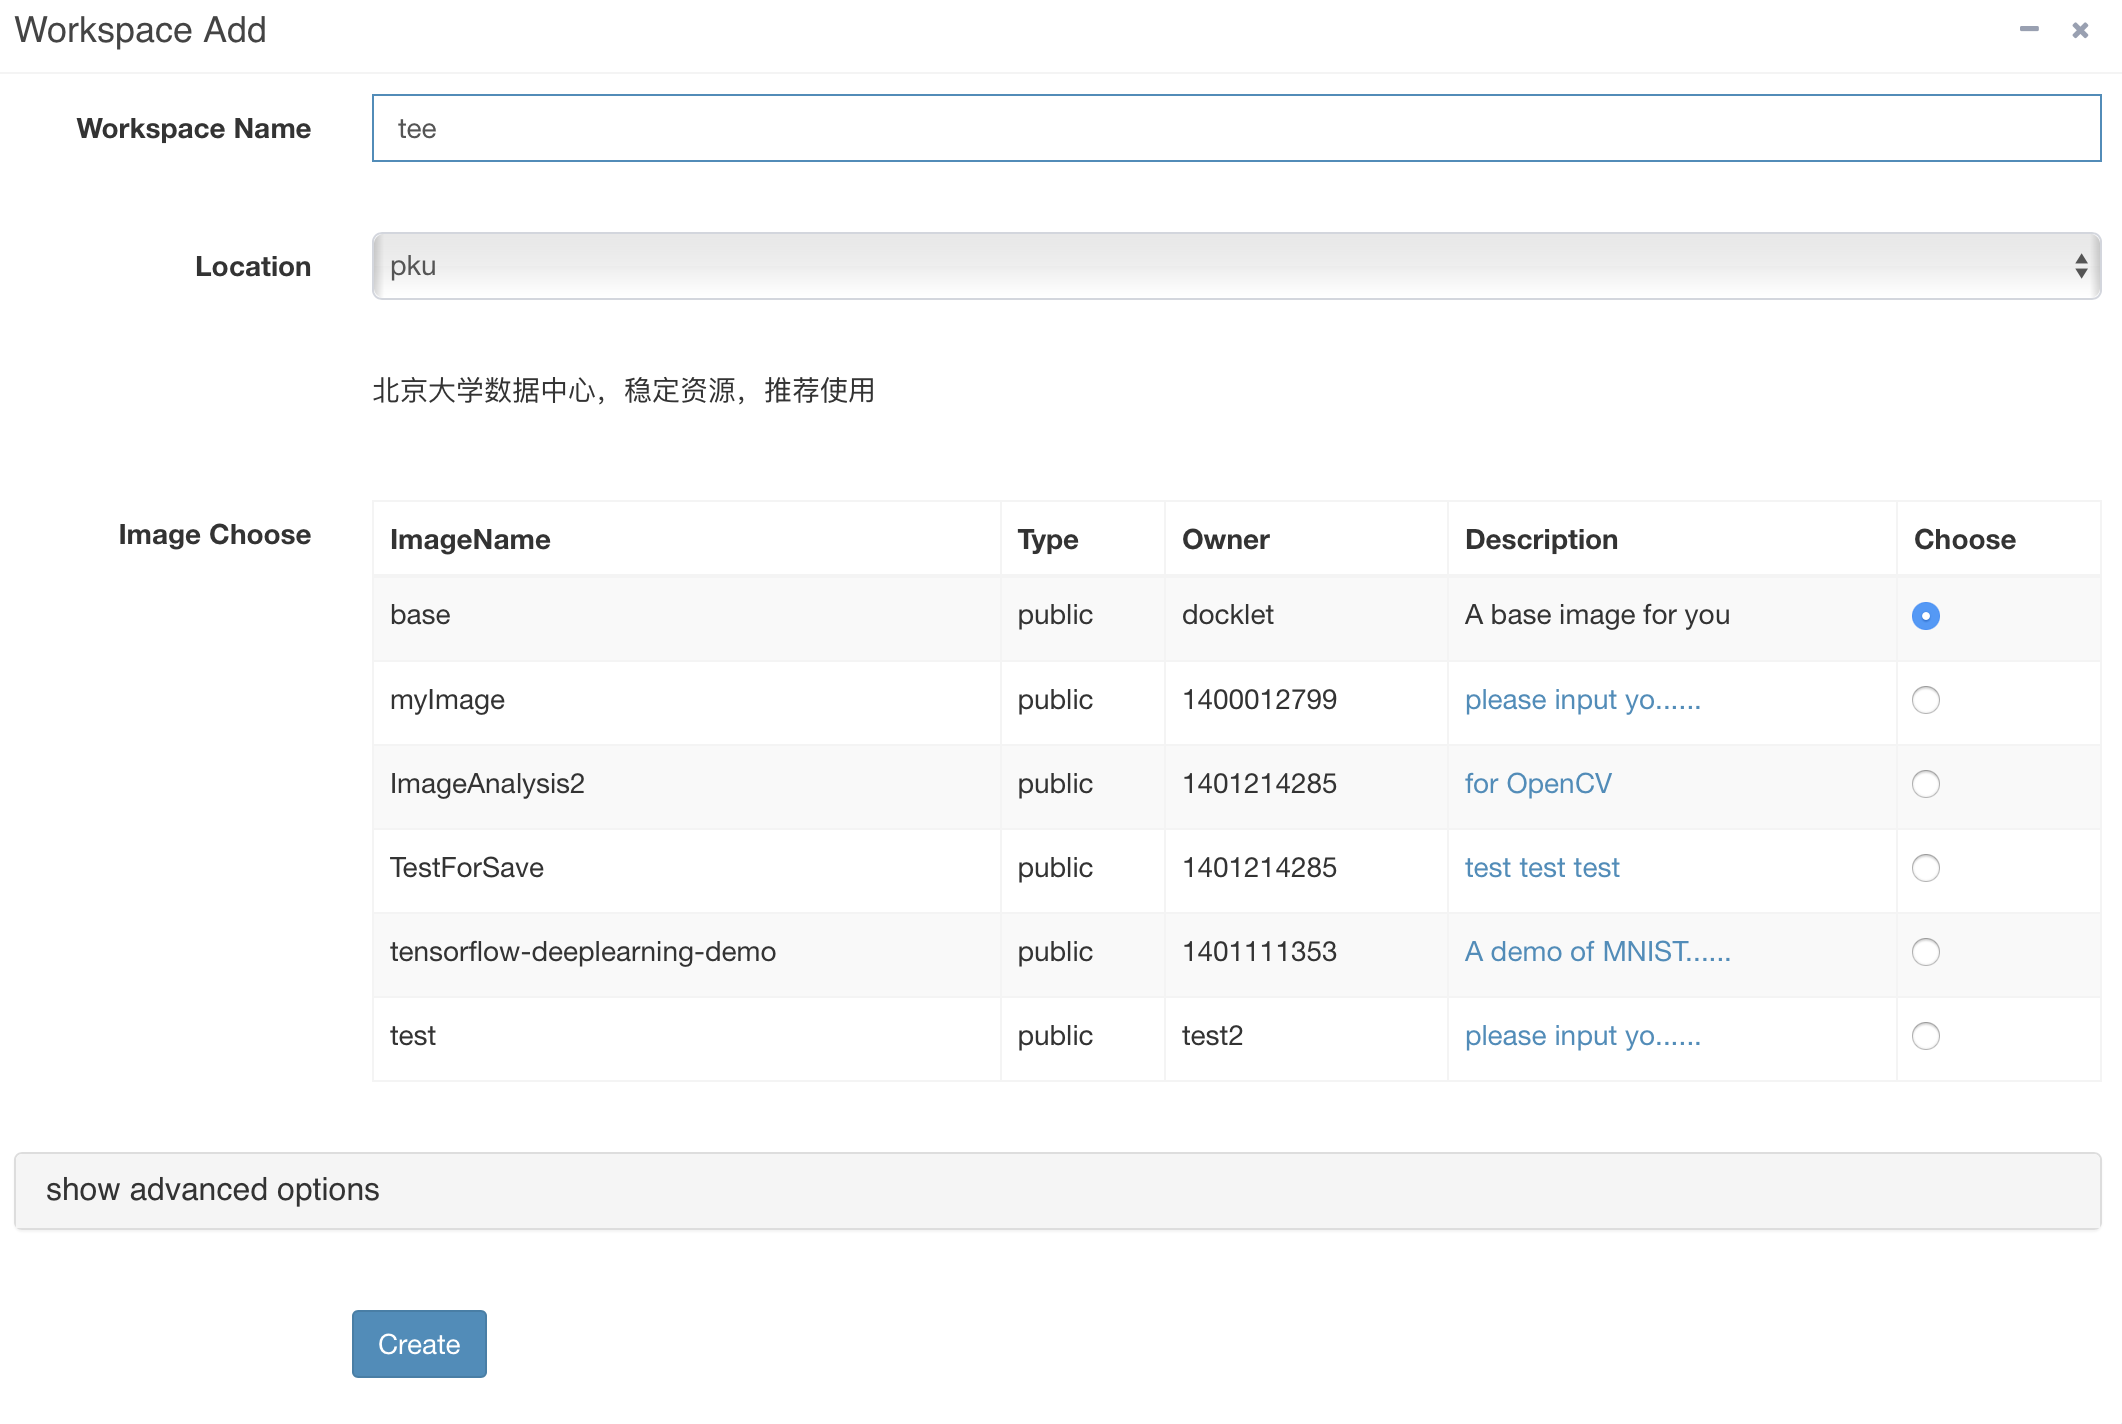 Workspace Add
Workspace Name
tee
Location
pku
北京大学数据中心，稳定资源，推荐使用
Image Choose
ImageName Type Owner Description Choose
base public docklet A base image for you
myImage public 1400012799 please input yo......
ImageAnalysis2 public 1401214285 for OpenCV
TestForSave public 1401214285 test test test
tensorflow-deeplearning-demo public 1401111353 A demo of MNIST......
test public test2 please input yo......
show advanced options
Create